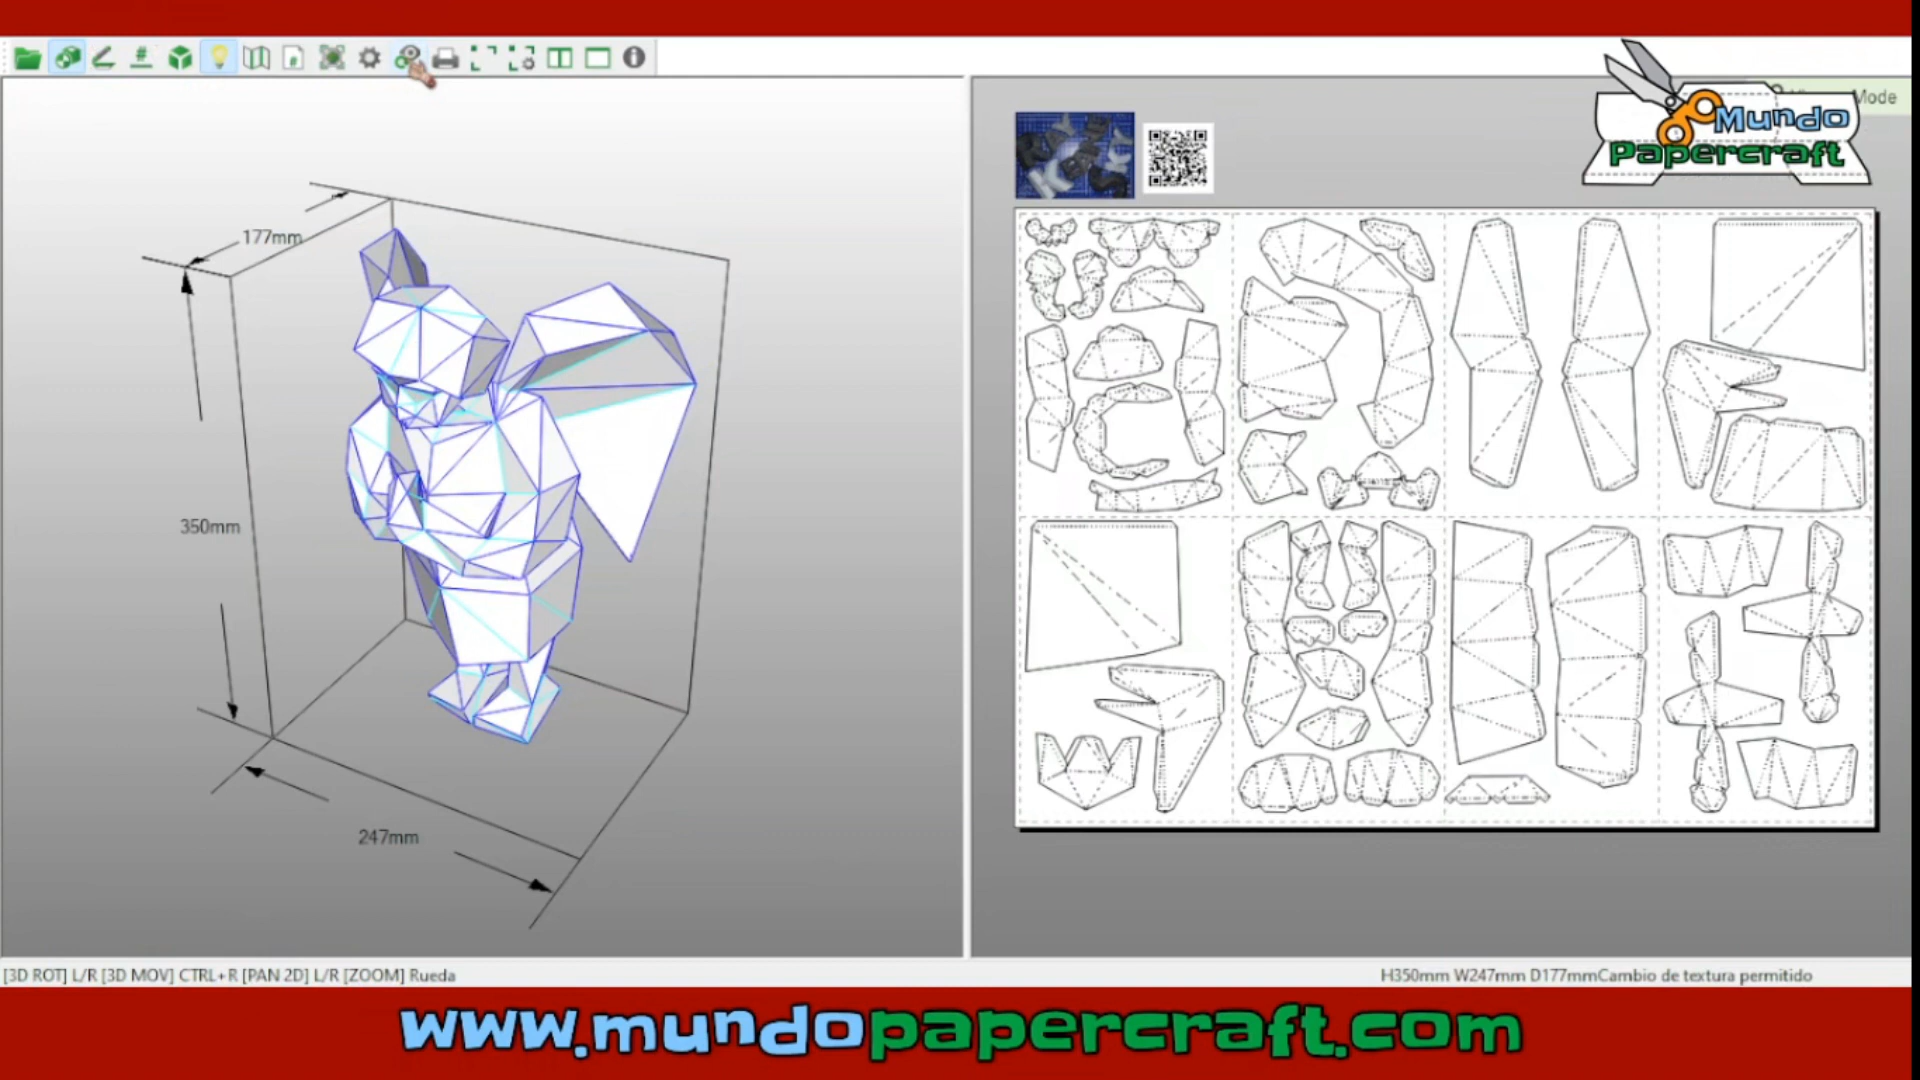 Mode
Mundo
Papercraft
177mm
350mm
247mm
[3D ROT] L/R [3D MOV] CTRL+R [PAN 2D] L/R [ZOOM] Rueda
H350mm W247mm D177mmCambio de textura permitido
www.mundopapercraft.com